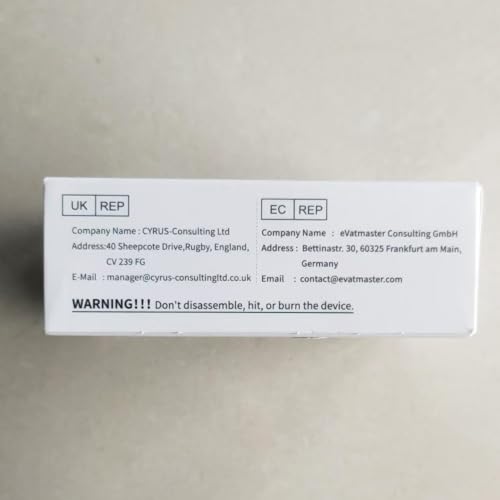 UK REP
Company Name : CYRUS-Consulting Ltd
Address:40 Sheepcote Drive,Rugby, England,
CV 239 FG
E-Mail : manager@cyrus-consultingltd.co.uk
EC REP
Company Name : eVatmaster Consulting GmbH
Address : Bettinastr. 30, 60325 Frankfurt am Main,
Germany
Email : contact@evatmaster.com
WARNING!!! Don't disassemble, hit, or burn the device.